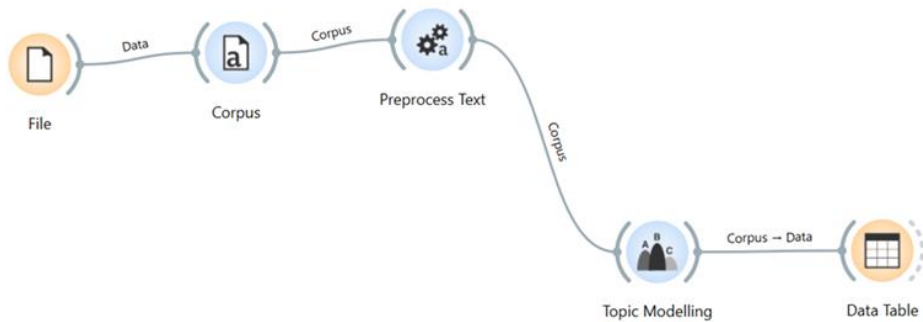 Data
Corpus
a
a
File
Corpus
Preprocess Text
Corpus
A B C
Corpus → Data
Topic Modelling
Data Table